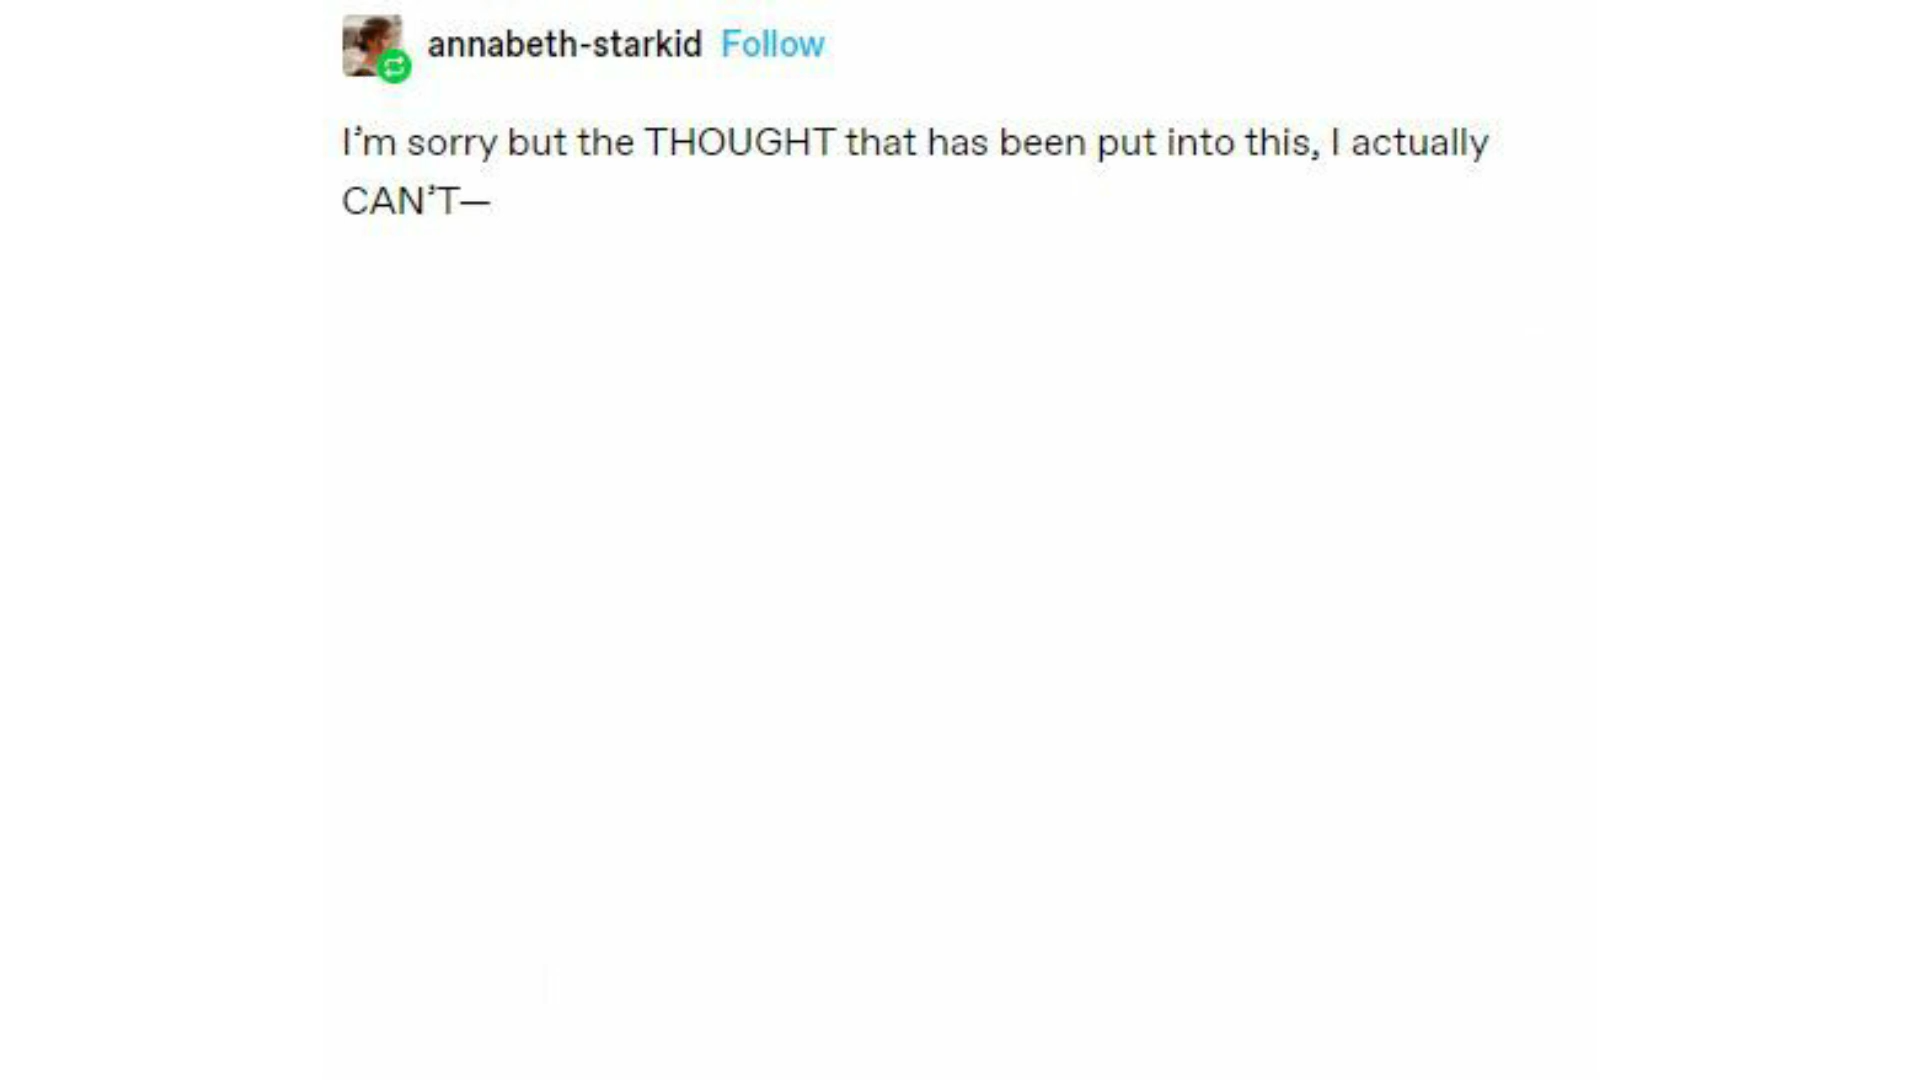 annabeth-starkid Follow
I'm sorry but the THOUGHT that has been put into this, I actually
CAN'T—